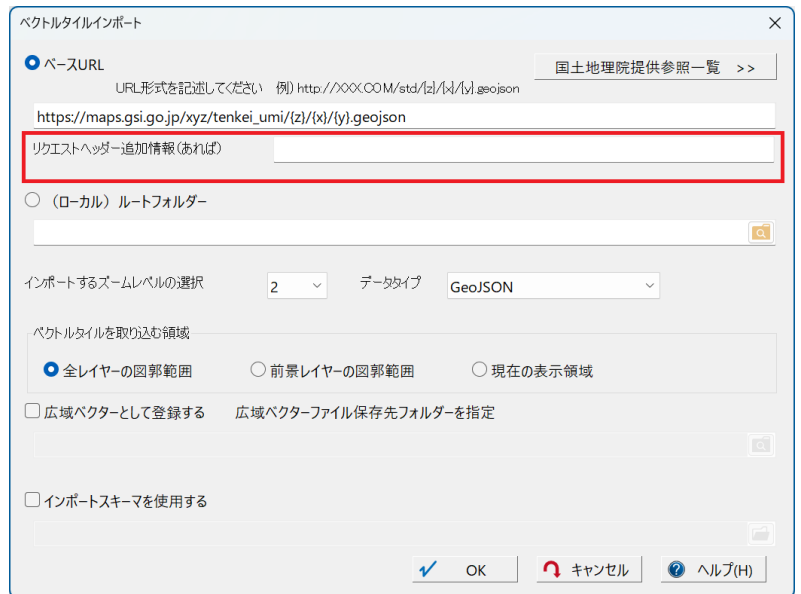 ベクトルタイルインポート
ベースURL
国土地理院提供参照一覧 >>
URL形式を記述してください 例) http://XXX.COM/std/{z}/{x}/{y}.geojson
https://maps.gsi.go.jp/xyz/tenkei_umi/{z}/{x}/{y}.geojson
リクエストヘッダー追加情報(あれば)
(ローカル) ルートフォルダー
インポートするズームレベルの選択 2 データタイプ GeoJSON
ベクトルタイルを取り込む領域
全レイヤーの図郭範囲 前景レイヤーの図郭範囲 現在の表示領域
広域ベクターとして登録する 広域ベクターファイル保存先フォルダーを指定
インポートスキーマを使用する
OK キャンセル ヘルプ(H)